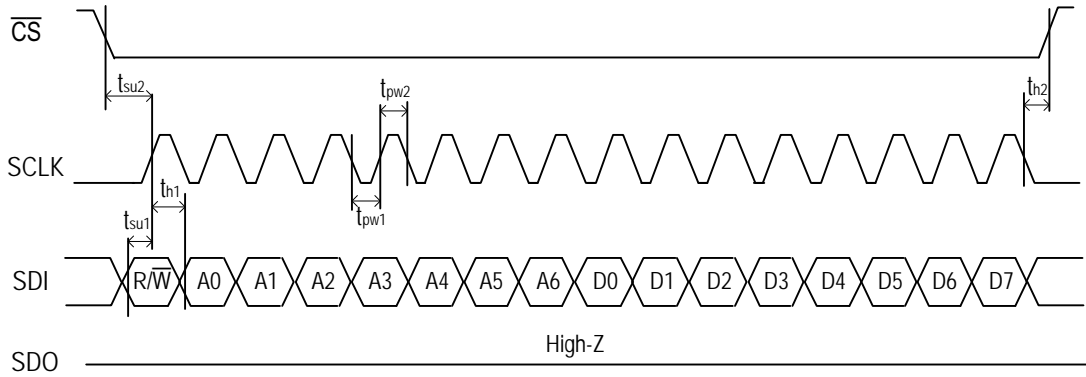 CS
tsu2
tpw2
th2
SCLK
th1
tsu1
tpw1
SDI R/W A0 A1 A2 A3 A4 A5 A6 D0 D1 D2 D3 D4 D5 D6 D7
High-Z
SDO